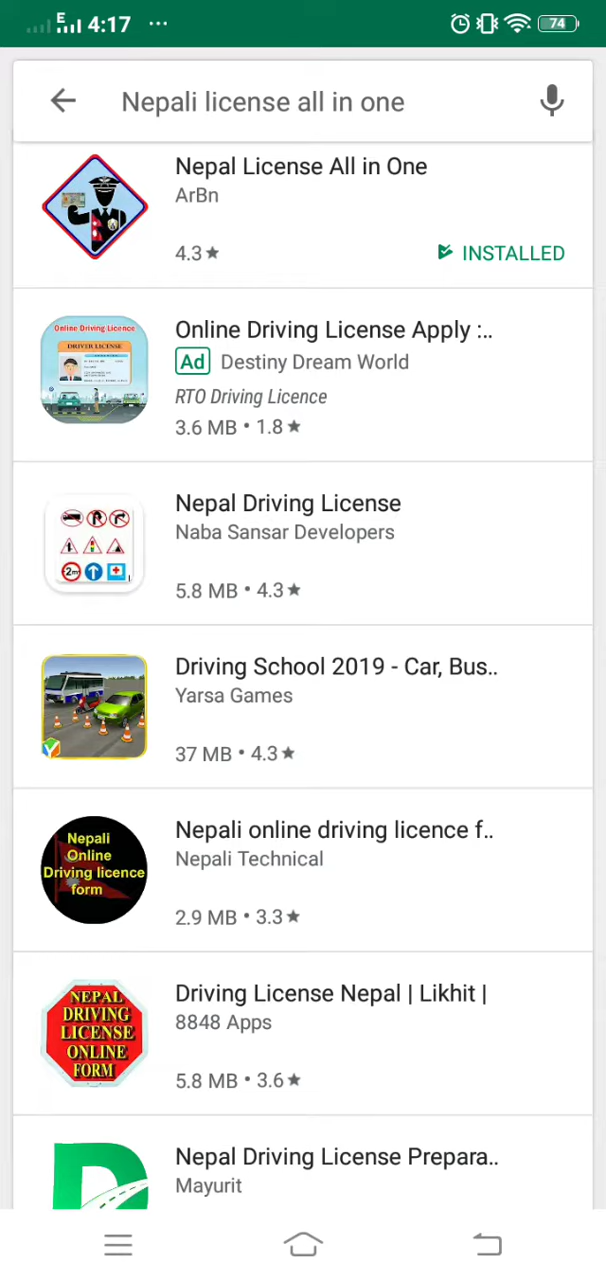 E 4:17 ... 74
Nepali license all in one
Nepal License All in One
ArBn
4.3★ INSTALLED
Online Driving Licence
DRIVER LICENSE
Online Driving License Apply :..
Ad Destiny Dream World
RTO Driving Licence
3.6 MB • 1.8★
Nepal Driving License
Naba Sansar Developers
2m
5.8 MB • 4.3★
Driving School 2019 - Car, Bus..
Yarsa Games
37 MB • 4.3★
Nepali
Online
Driving licence
form
Nepali online driving licence f..
Nepali Technical
2.9 MB • 3.3★
NEPAL
DRIVING
LICENSE
ONLINE
FORM
Driving License Nepal | Likhit |
8848 Apps
5.8 MB • 3.6★
Nepal Driving License Prepara..
Mayurit